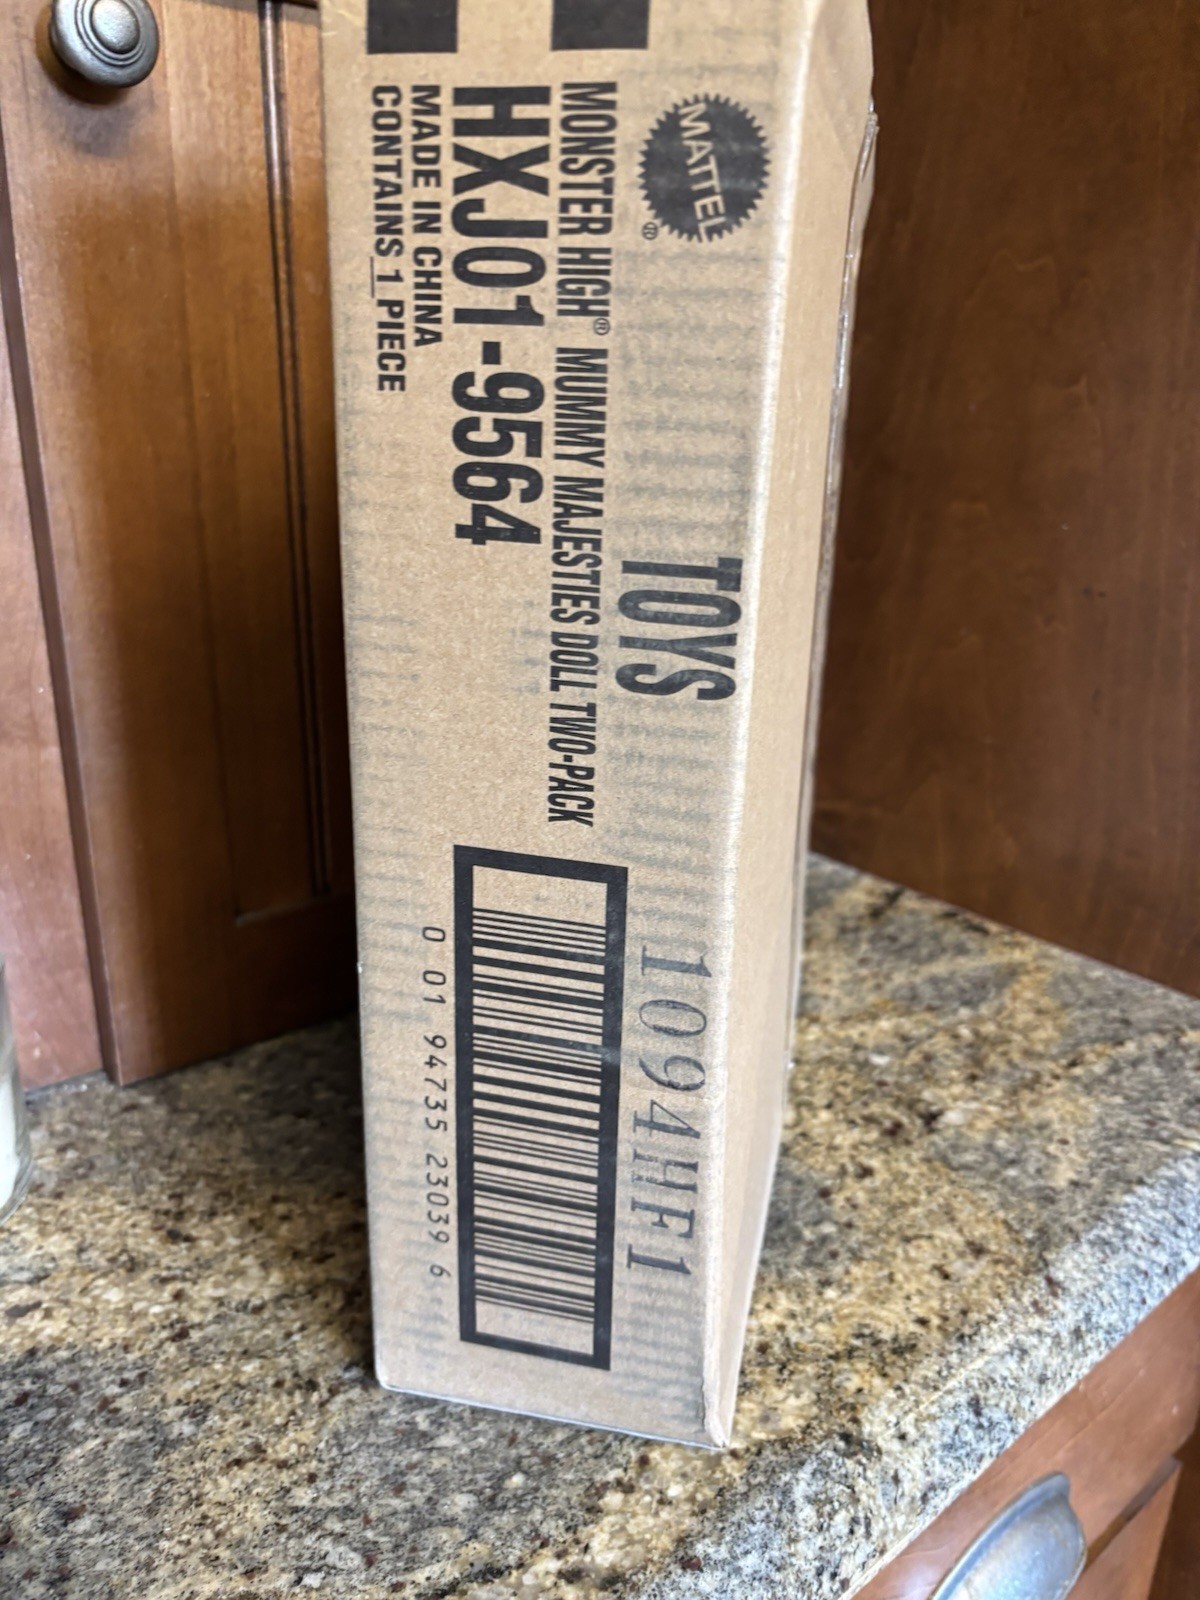 MATTEL®
TOYS
MONSTER HIGH® MUMMY MAJESTIES DOLL TWO-PACK
HXJ01-9564
MADE IN CHINA
CONTAINS 1 PIECE
1094HF1
0 01 94735 23039 6